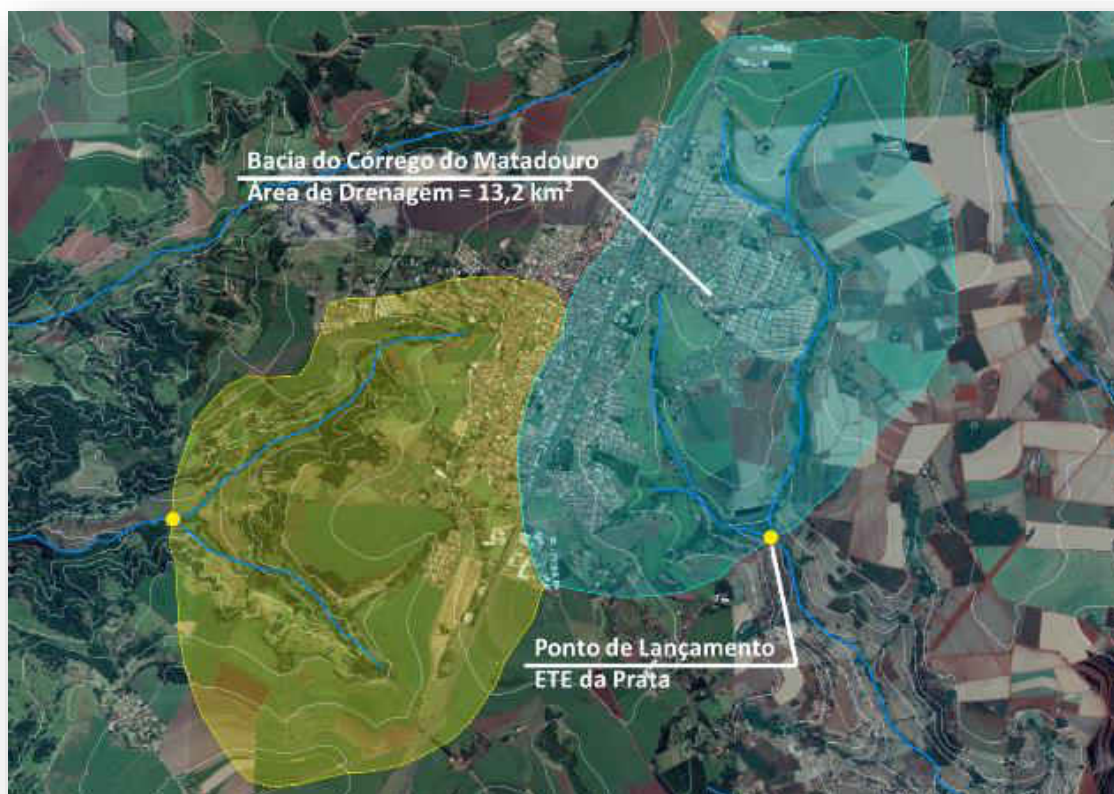 Bacia do Córrego do Matadouro
Área de Drenagem = 13,2 km²
Ponto de Lançamento
ETE da Prata